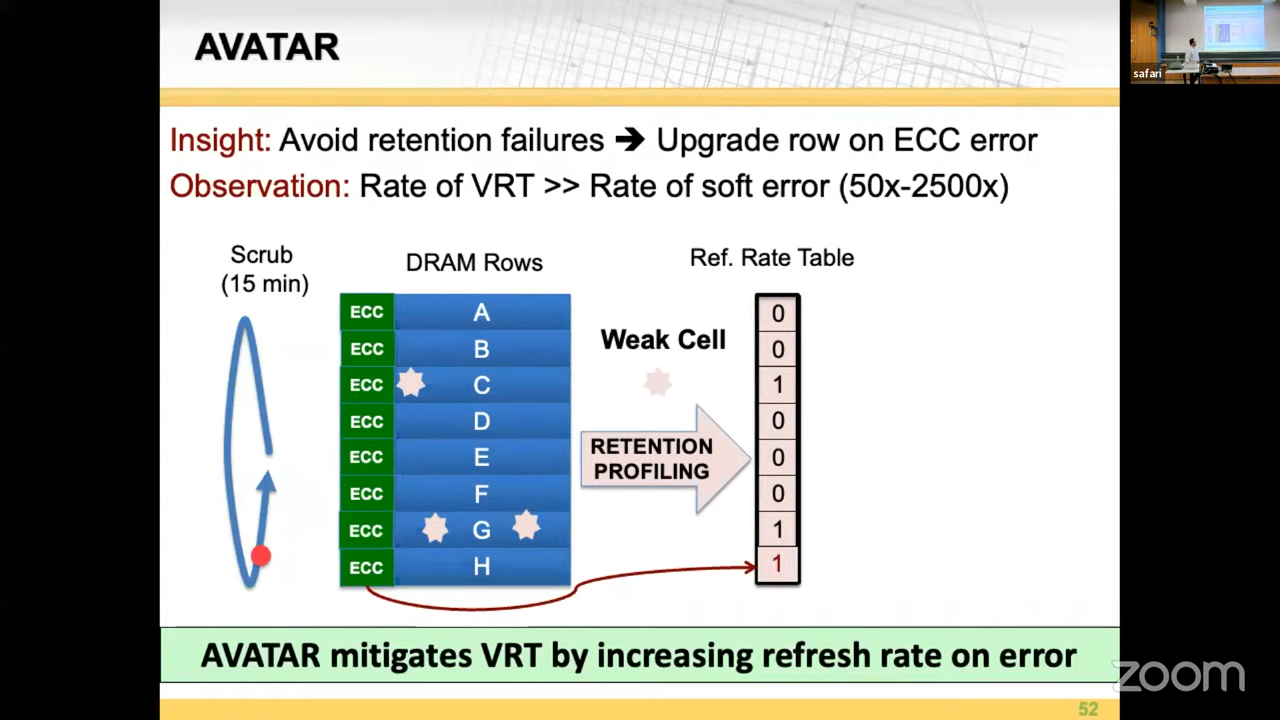 AVATAR
safari
Insight: Avoid retention failures ➔ Upgrade row on ECC error
Observation: Rate of VRT >> Rate of soft error (50x-2500x)
Scrub
(15 min)
DRAM Rows
Ref. Rate Table
ECC A 0
ECC B 0
Weak Cell
ECC C 1
ECC D 0
RETENTION
PROFILING
ECC E 0
ECC F 0
ECC G 1
ECC H 1
AVATAR mitigates VRT by increasing refresh rate on error
zoom
52